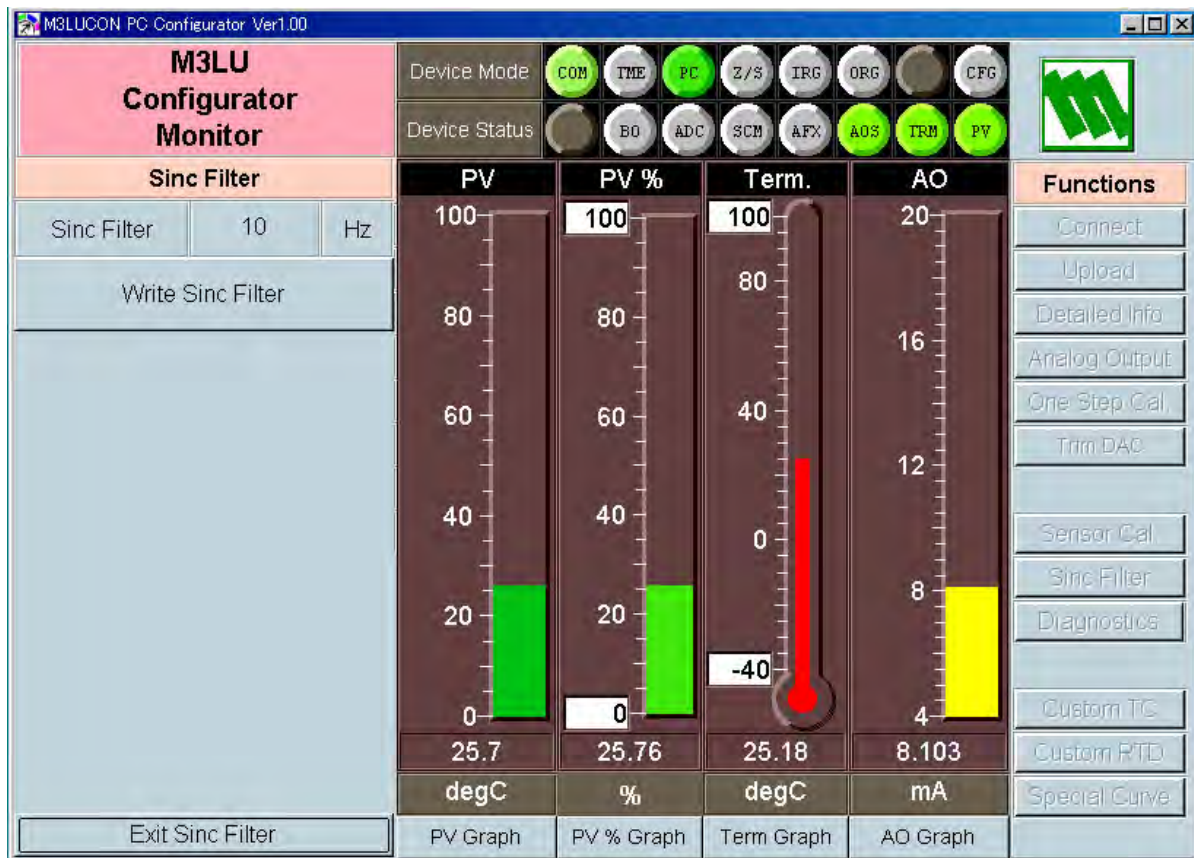 M3LUCON PC Configurator Ver1.00
M3LU
Configurator
Monitor
Device Mode COM TME PC Z/S IRG ORG CFG
Device Status BO ADC SCM AFX AOS TRM PV
Sinc Filter
Sinc Filter 10 Hz
Write Sinc Filter
Exit Sinc Filter
PV
100
80
60
40
20
0
25.7
degC
PV Graph
PV %
100
80
60
40
20
0
25.76
%
PV % Graph
Term.
100
80
40
0
-40
25.18
degC
Term Graph
AO
20
16
12
8
4
8.103
mA
AO Graph
Functions
Connect
Upload
Detailed Info
Analog Output
One Step Cal.
Trim DAC
Sensor Cal
Sinc Filter
Diagnostics
Custom TC
Custom RTD
Special Curve